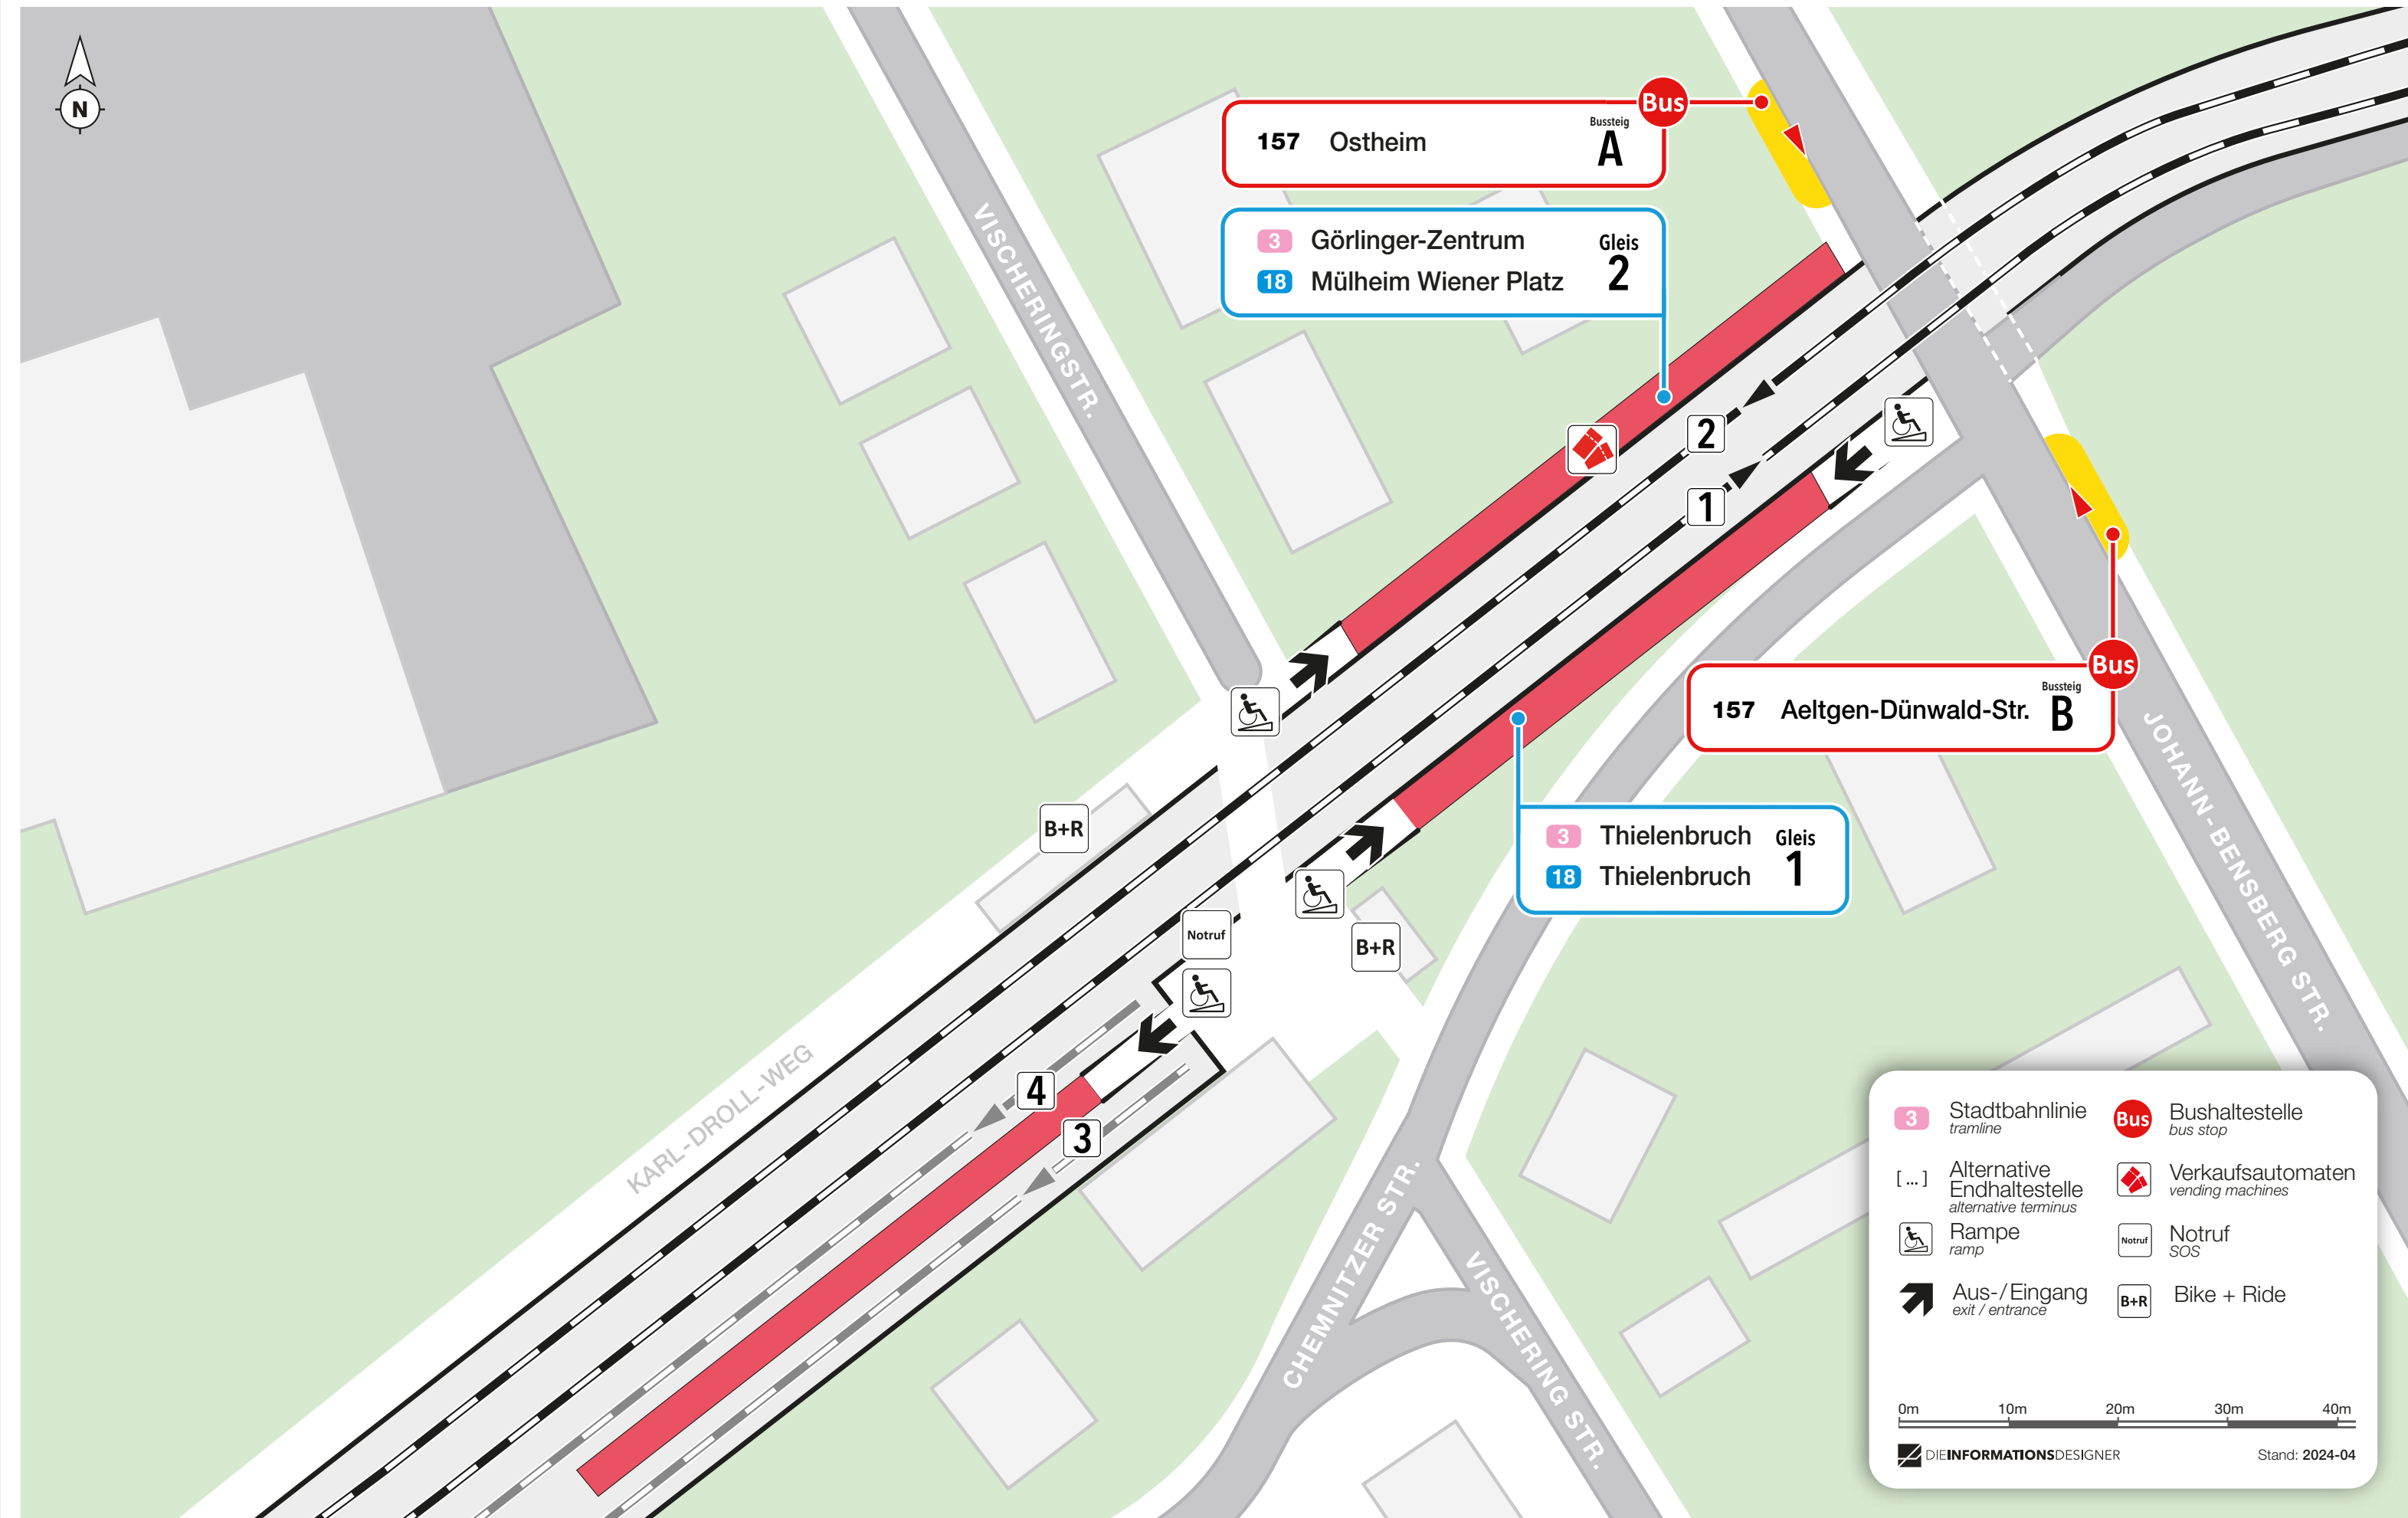 N
VISCHERINGSTR.
Bus
157 Ostheim
Bussteig
A
3 Görlinger-Zentrum
18 Mülheim Wiener Platz
Gleis
2
2
1
Bus
157 Aeltgen-Dünwald-Str.
Bussteig
B
JOHANN-BENSBERG STR.
B+R
3 Thielenbruch
18 Thielenbruch
Gleis
1
Notruf
B+R
4
3
KARL-DROLL-WEG
CHEMNITZER STR.
VISCHERING STR.
3 Stadtbahnlinie
tramline
[ ... ] Alternative
Endhaltestelle
alternative terminus
Rampe
ramp
Aus-/Eingang
exit / entrance
Bus Bushaltestelle
bus stop
Verkaufsautomaten
vending machines
Notruf Notruf
SOS
B+R Bike + Ride
0m 10m 20m 30m 40m
DIEINFORMATIONSDESIGNER
Stand: 2024-04